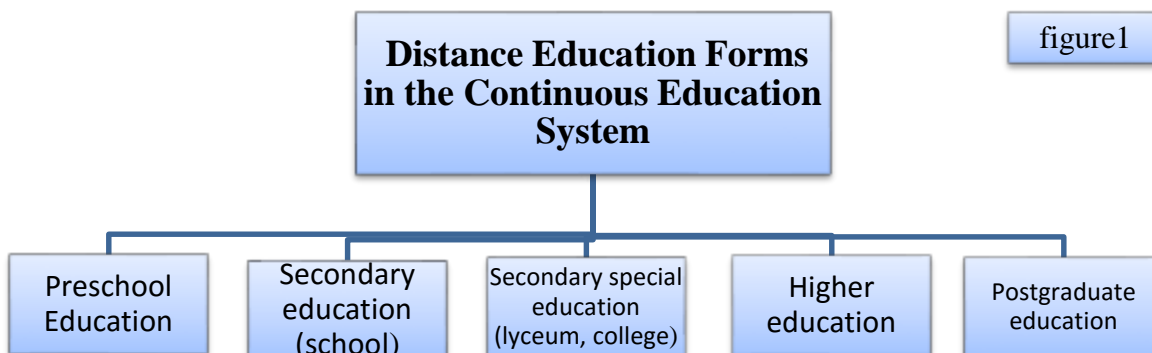 Distance Education Forms
in the Continuous Education
System
figure1
Preschool
Education
Secondary
education
(school)
Secondary special
education
(lyceum, college)
Higher
education
Postgraduate
education